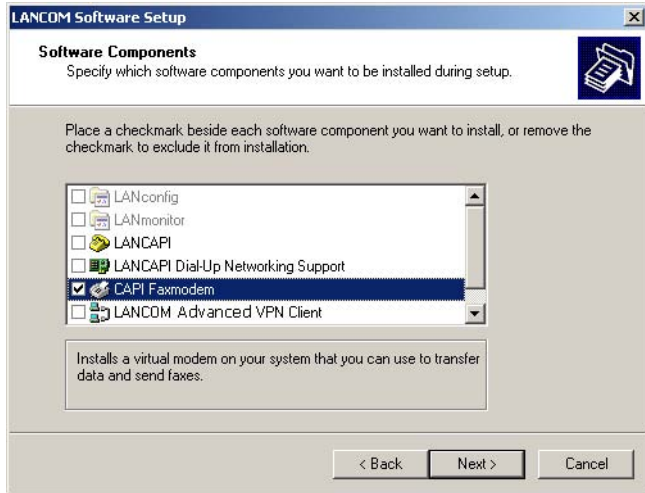 LANCOM Software Setup
Software Components
Specify which software components you want to be installed during setup.
Place a checkmark beside each software component you want to install, or remove the
checkmark to exclude it from installation.
LANconfig
LANmonitor
LANCAPI
LANCAPI Dial-Up Networking Support
CAPI Faxmodem
LANCOM Advanced VPN Client
Installs a virtual modem on your system that you can use to transfer
data and send faxes.
< Back
Next >
Cancel